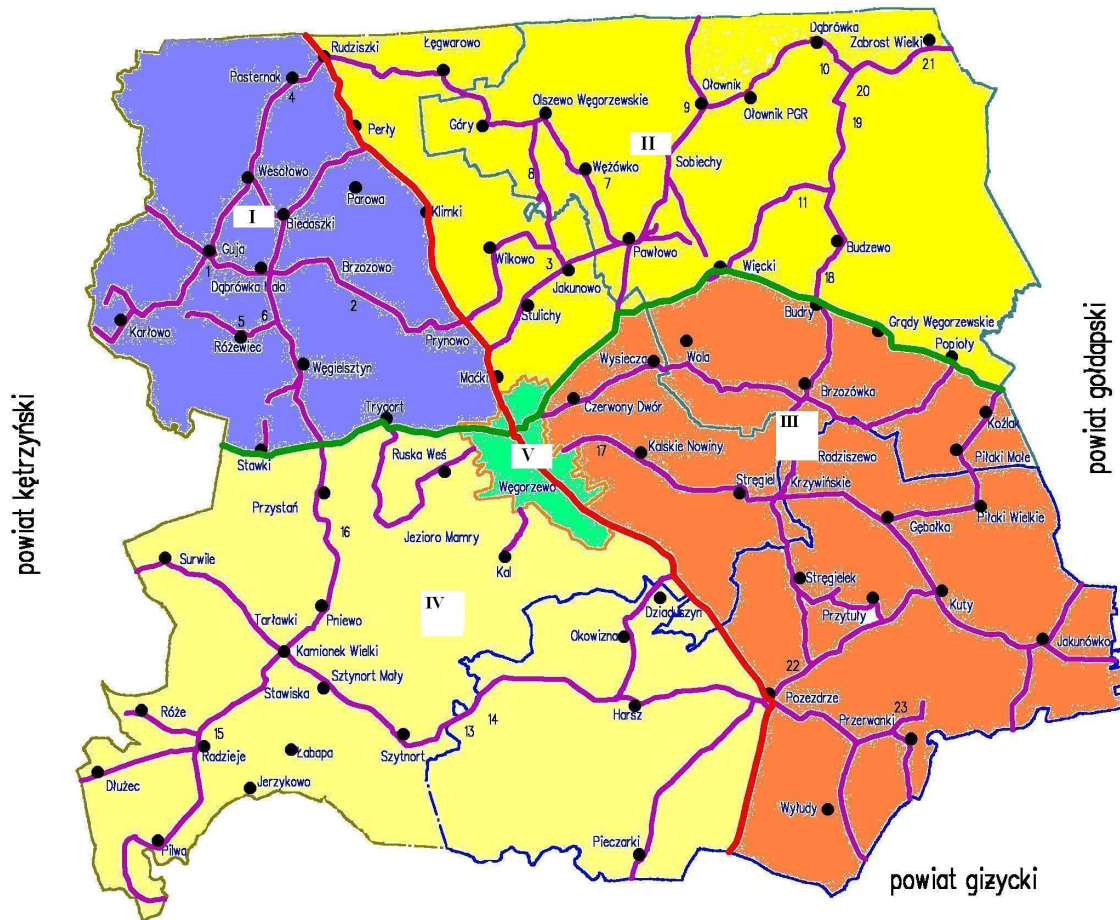 Rudziszki
Łęgwarowo
Dąbrówka
Zabrost Wielki
10
21
Pasternak
4
9
Ołownik
20
Olszewo Węgorzewskie
Ołownik PGR
Góry
19
Perły
II
Sobiechy
Wężówko
8
7
Wesołowo
Parowa
I
Biedaszki
Klimki
11
Guja
Wilkowo
Pawłowo
Budzewo
1
Brzozowo
3
Więcki
Dąbrówka Mała
Jakunowo
18
2
Stulichy
Budry
Karłowo
5
6
Grądy Węgorzewskie
Różewiec
Prynowo
Popioły
Węgielsztyn
Wysiecza
Wola
Maćki
Brzozówka
Trygort
Czerwony Dwór
Koźlak
III
Stawki
Ruska Weś
V
17
Kalskie Nowiny
Radziszewo
Piłaki Małe
Węgorzewo
Stręgiel
Krzywińskie
Przystań
Gębałka
Piłaki Wielkie
16
Jezioro Mamry
Kal
Surwile
Stręgielek
IV
Kuty
Tarławki
Pniewo
Dziaduszyn
Przytuły
Okowizna
Jakunówko
Kamionek Wielki
22
Sztynort Mały
Stawiska
Pozezdrze
Róże
Harsz
Przerwanki
23
14
13
15
Radzieje
Łabapa
Szytnort
Dłużec
Jerzykowo
Wyłudy
Pilwa
Pieczarki
powiat kętrzyński
powiat gołdapski
powiat giżycki